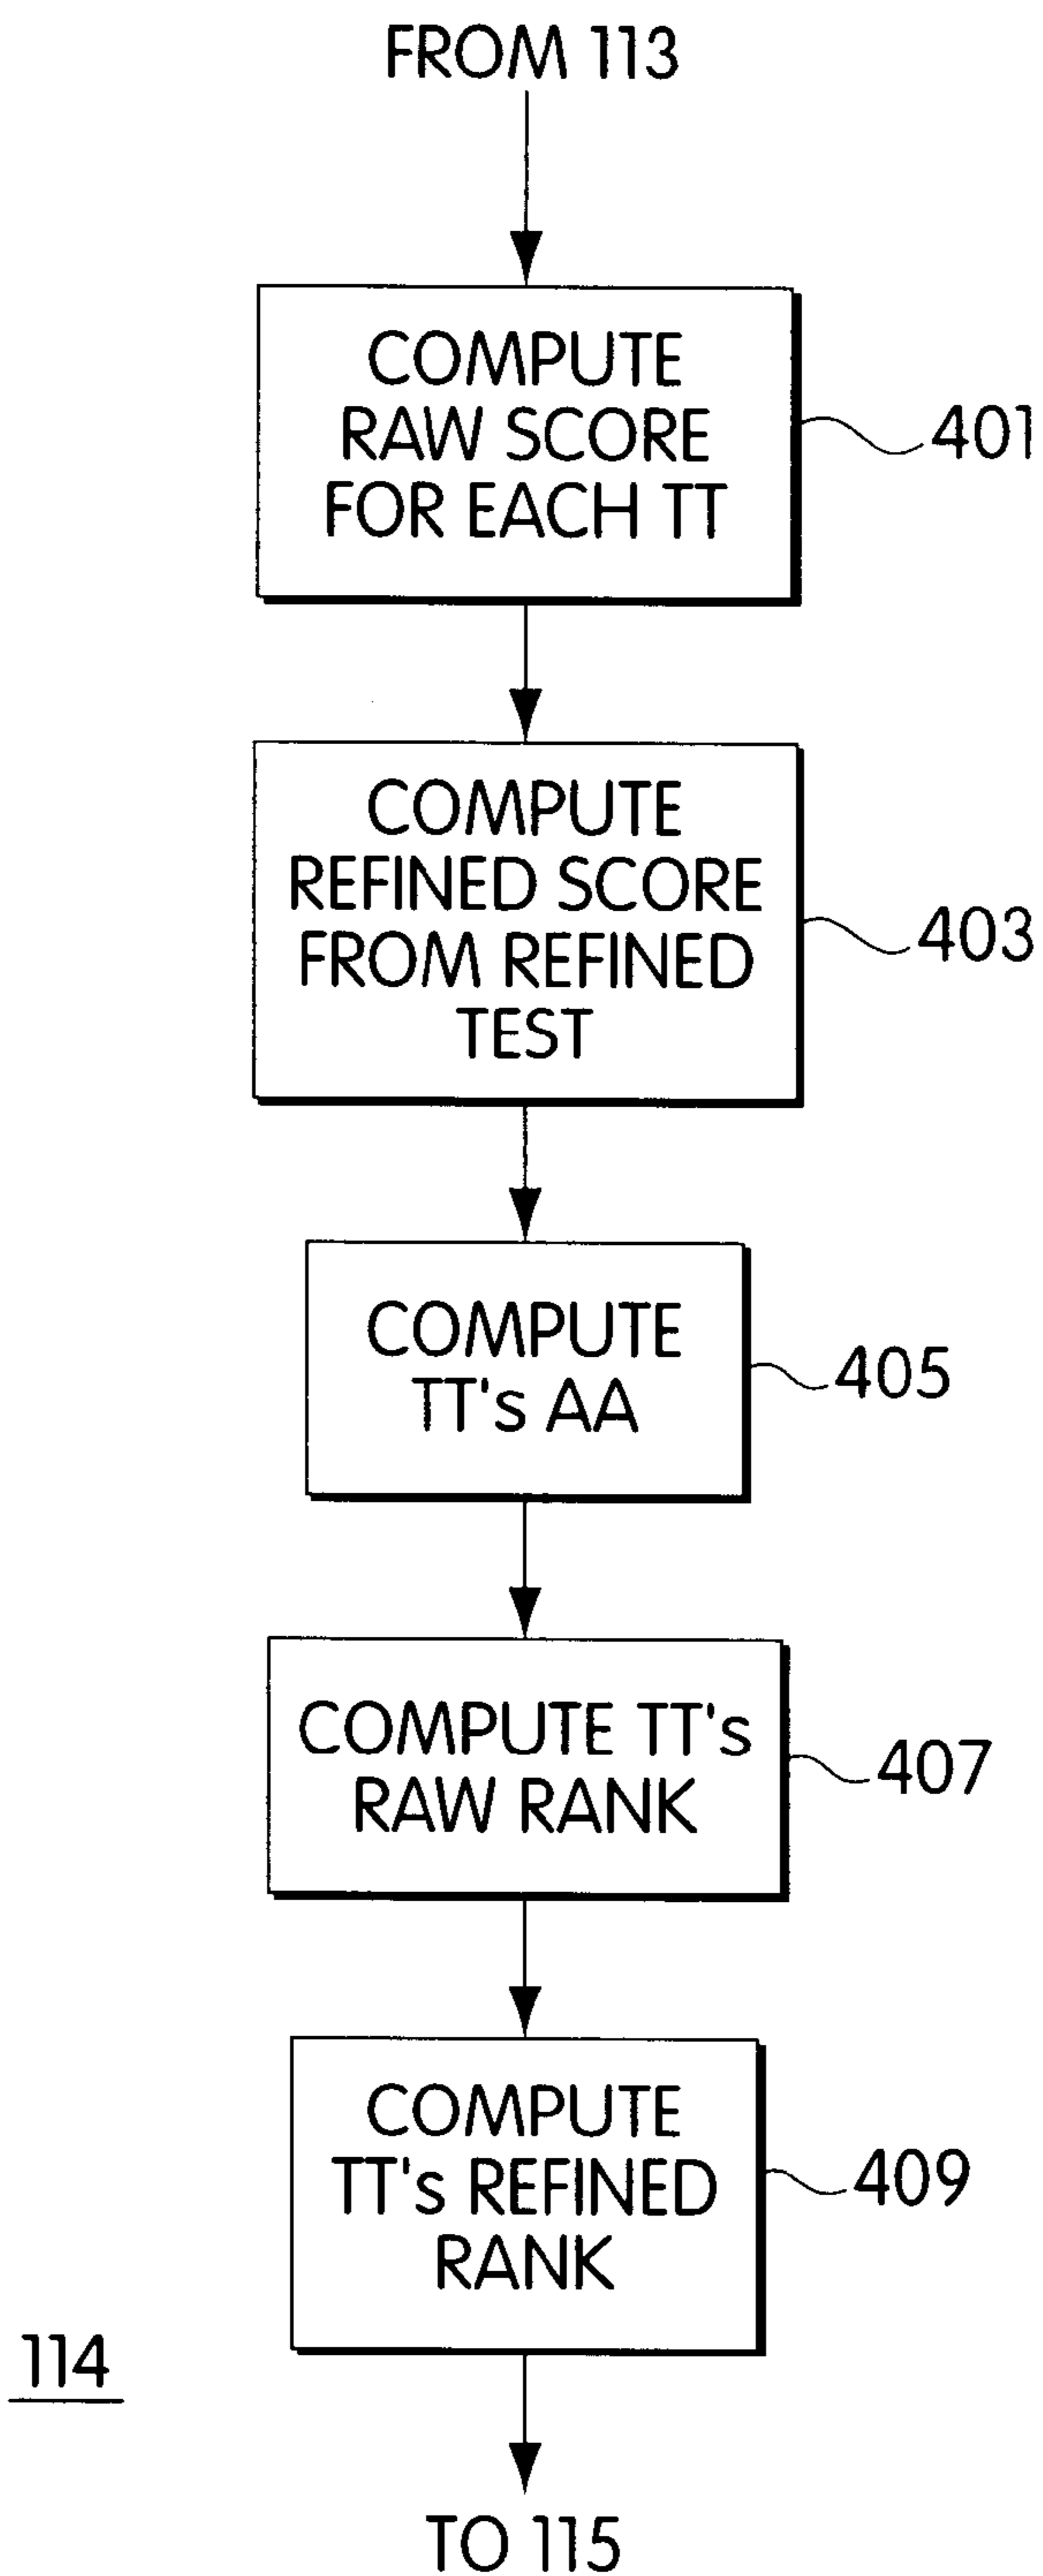 FROM 113
COMPUTE
RAW SCORE
FOR EACH TT
401
COMPUTE
REFINED SCORE
FROM REFINED
TEST
403
COMPUTE
TT's AA
405
COMPUTE TT's
RAW RANK
407
COMPUTE
TT's REFINED
RANK
409
114
TO 115